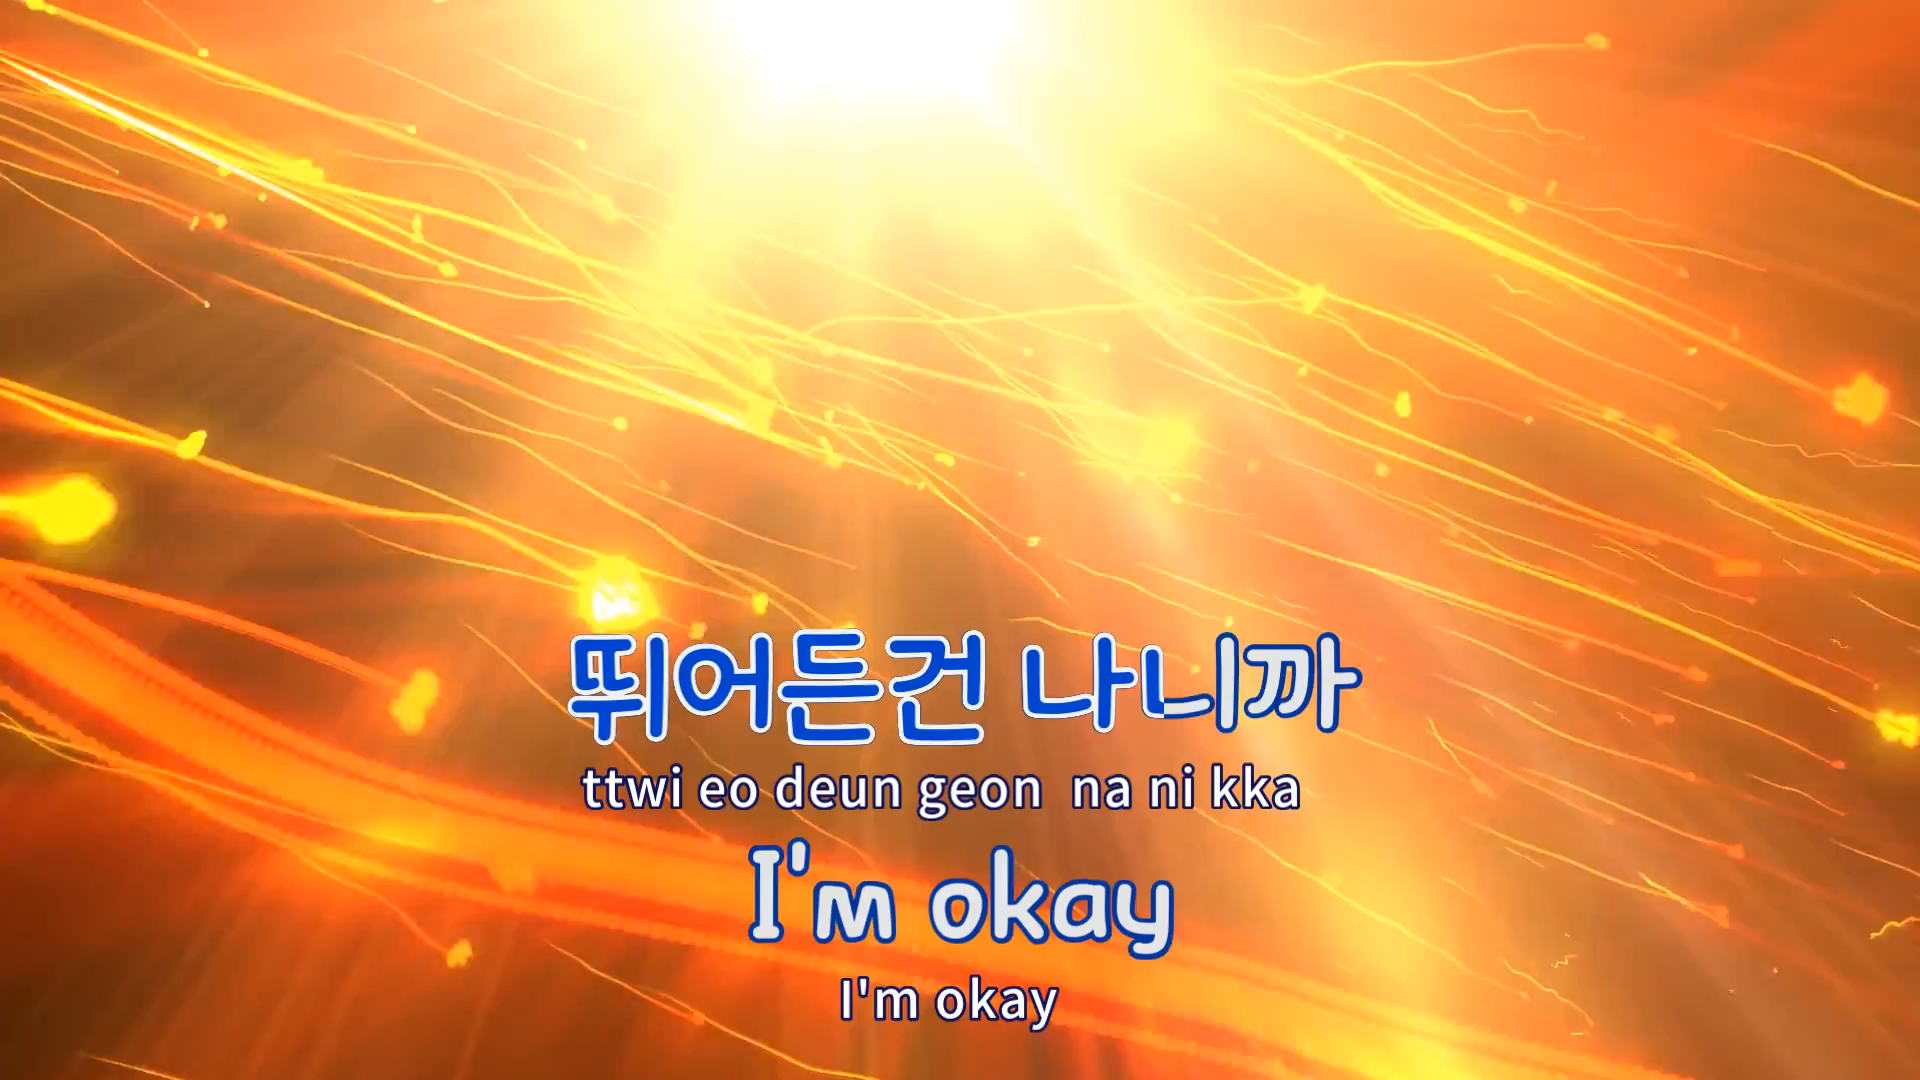 뛰어든건 나니까
ttwi eo deun geon  na ni kka
I'm okay
I'm okay